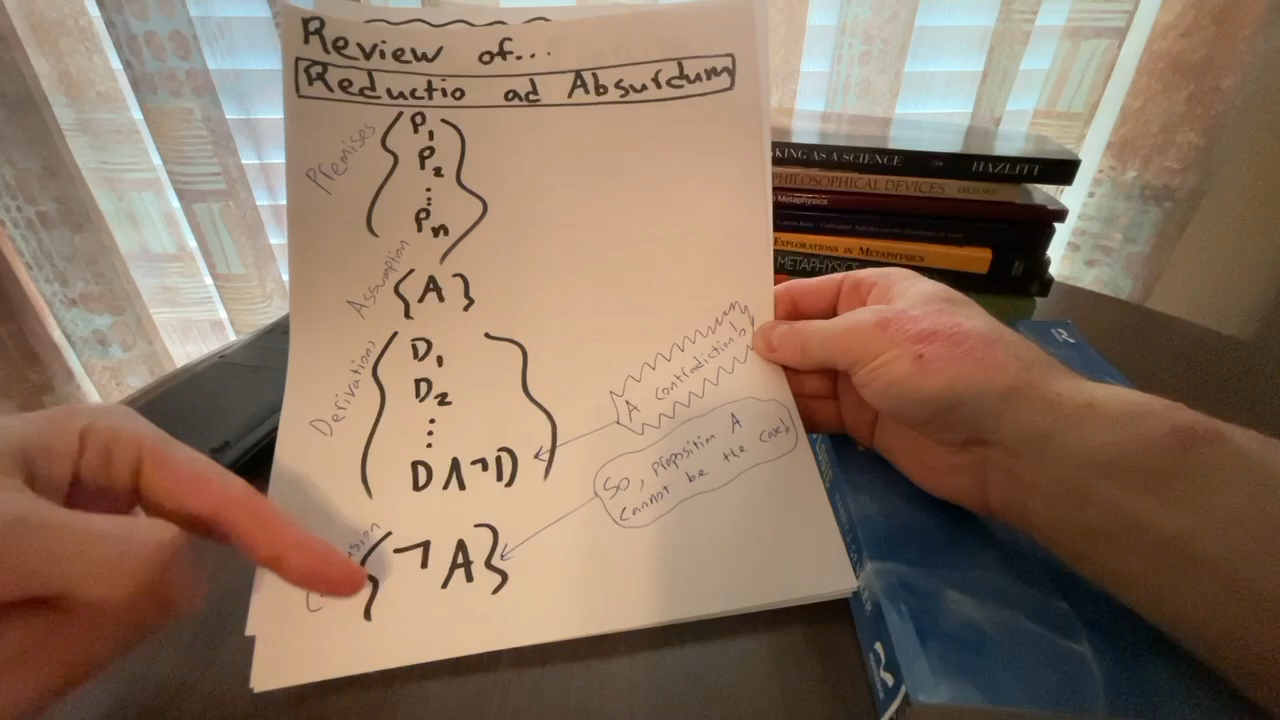 Review of...
Reductio ad Absurdum
Premises
P1
P2
⋮
Pn
Assumption
{A}
Derivations
D1
D2
⋮
D∧¬D
A contradiction!
So, proposition A
cannot be the case!
{¬A}
KING AS A SCIENCE HAZLITT
PHILOSOPHICAL DEVICES OXFORD
Metaphysics
EXPLORATIONS IN METAPHYSICS
METAPHYSICS